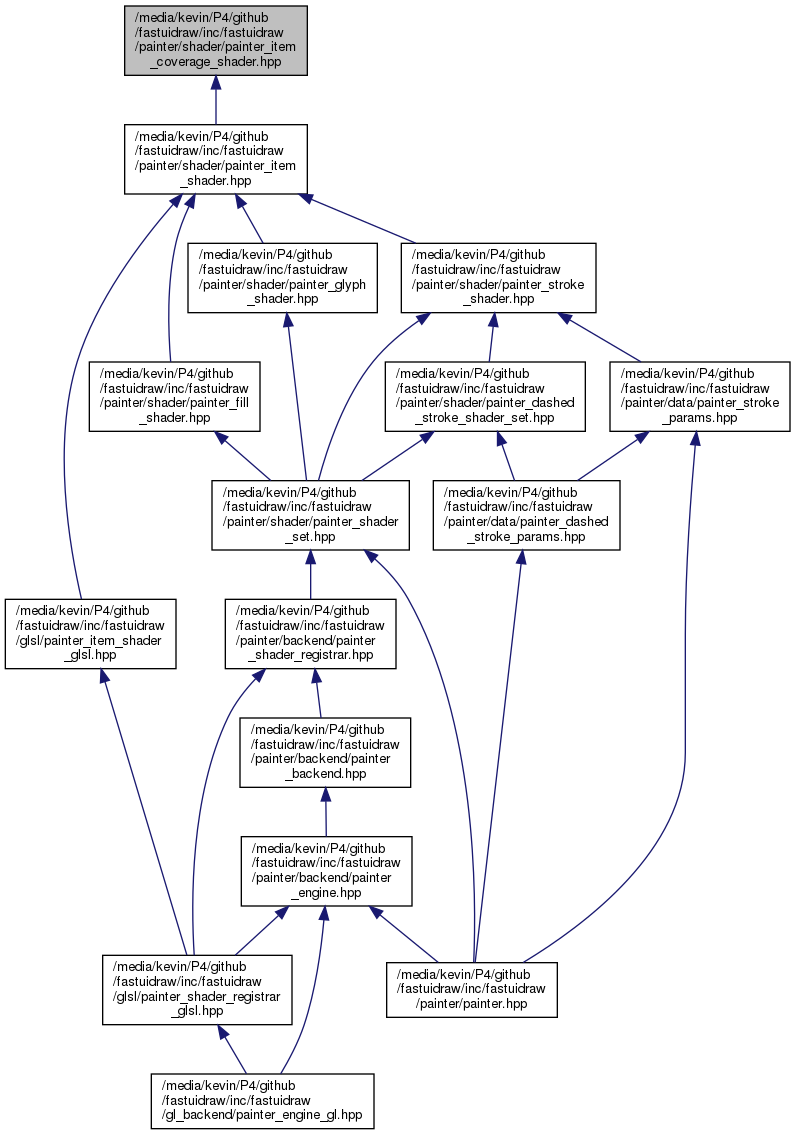 /media/kevin/P4/github
/fastuidraw/inc/fastuidraw
/painter/shader/painter_item
_coverage_shader.hpp
/media/kevin/P4/github
/fastuidraw/inc/fastuidraw
/painter/shader/painter_item
_shader.hpp
/media/kevin/P4/github
/fastuidraw/inc/fastuidraw
/painter/shader/painter_glyph
_shader.hpp
/media/kevin/P4/github
/fastuidraw/inc/fastuidraw
/painter/shader/painter_stroke
_shader.hpp
/media/kevin/P4/github
/fastuidraw/inc/fastuidraw
/painter/shader/painter_fill
_shader.hpp
/media/kevin/P4/github
/fastuidraw/inc/fastuidraw
/painter/shader/painter_dashed
_stroke_shader_set.hpp
/media/kevin/P4/github
/fastuidraw/inc/fastuidraw
/painter/data/painter_stroke
_params.hpp
/media/kevin/P4/github
/fastuidraw/inc/fastuidraw
/painter/shader/painter_shader
_set.hpp
/media/kevin/P4/github
/fastuidraw/inc/fastuidraw
/painter/data/painter_dashed
_stroke_params.hpp
/media/kevin/P4/github
/fastuidraw/inc/fastuidraw
/glsl/painter_item_shader
_glsl.hpp
/media/kevin/P4/github
/fastuidraw/inc/fastuidraw
/painter/backend/painter
_shader_registrar.hpp
/media/kevin/P4/github
/fastuidraw/inc/fastuidraw
/painter/backend/painter
_backend.hpp
/media/kevin/P4/github
/fastuidraw/inc/fastuidraw
/painter/backend/painter
_engine.hpp
/media/kevin/P4/github
/fastuidraw/inc/fastuidraw
/glsl/painter_shader_registrar
_glsl.hpp
/media/kevin/P4/github
/fastuidraw/inc/fastuidraw
/painter/painter.hpp
/media/kevin/P4/github
/fastuidraw/inc/fastuidraw
/gl_backend/painter_engine_gl.hpp